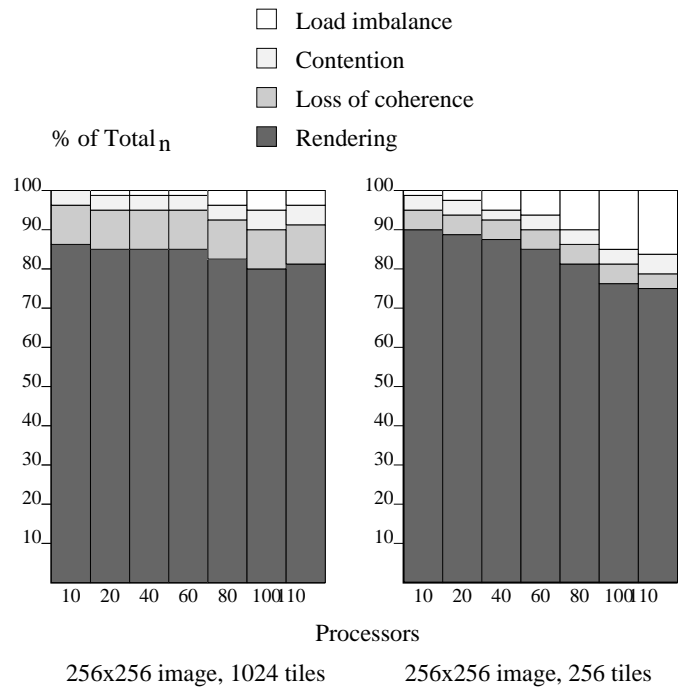 Load imbalance
Contention
Loss of coherence
% of Total n
Rendering
100
90
80
70
60
50
40
30
20
10
10 20 40 60 80 100 110
100
90
80
70
60
50
40
30
20
10
10 20 40 60 80 100 110
Processors
256x256 image, 1024 tiles
256x256 image, 256 tiles